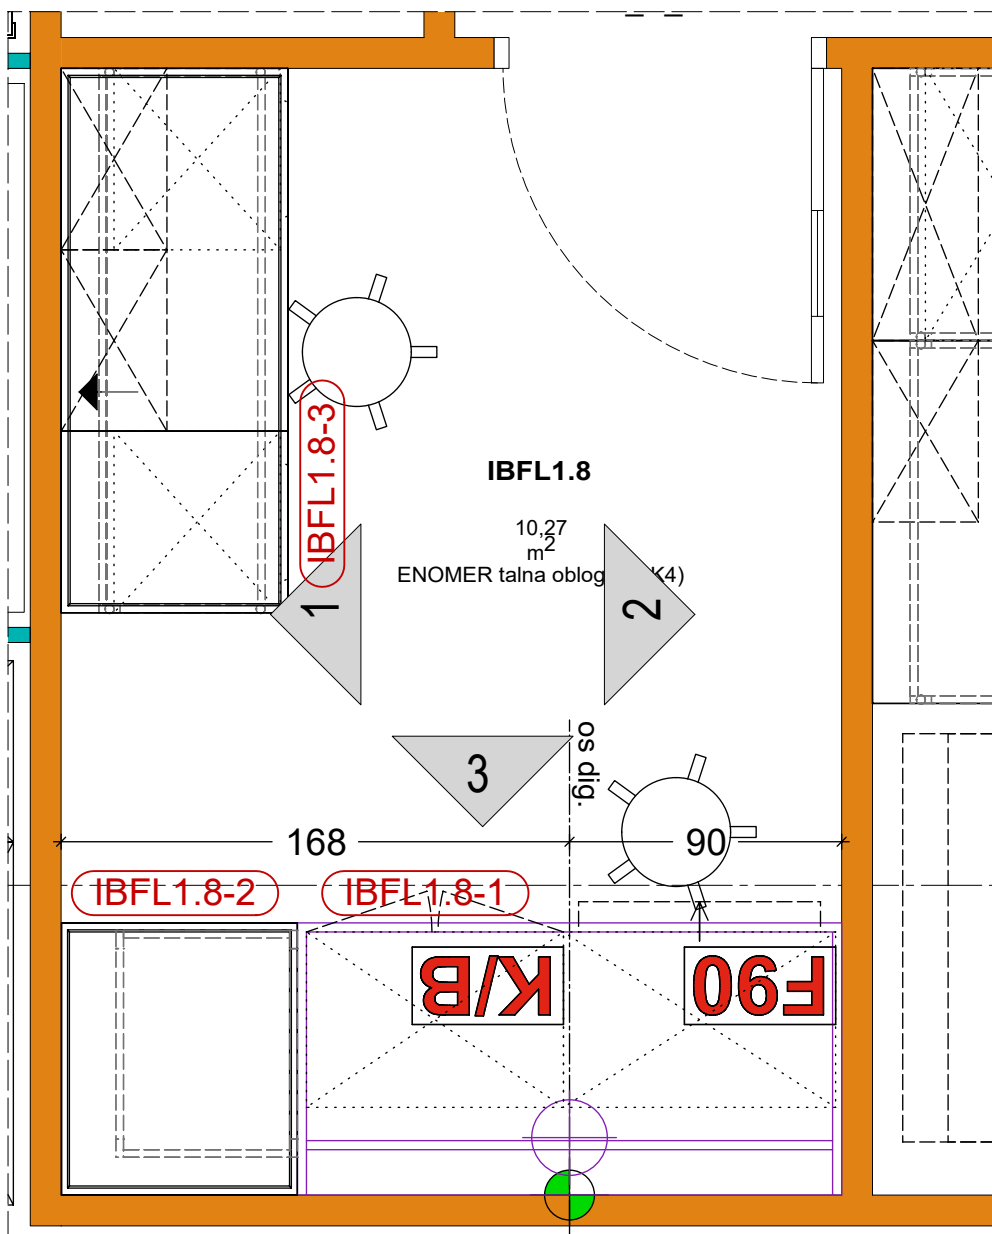 IBFL1.8-3
IBFL1.8
10,27
m2
ENOMER talna oblog K4)
1
2
3
os dig.
168
90
IBFL1.8-2
IBFL1.8-1
K/B
F90